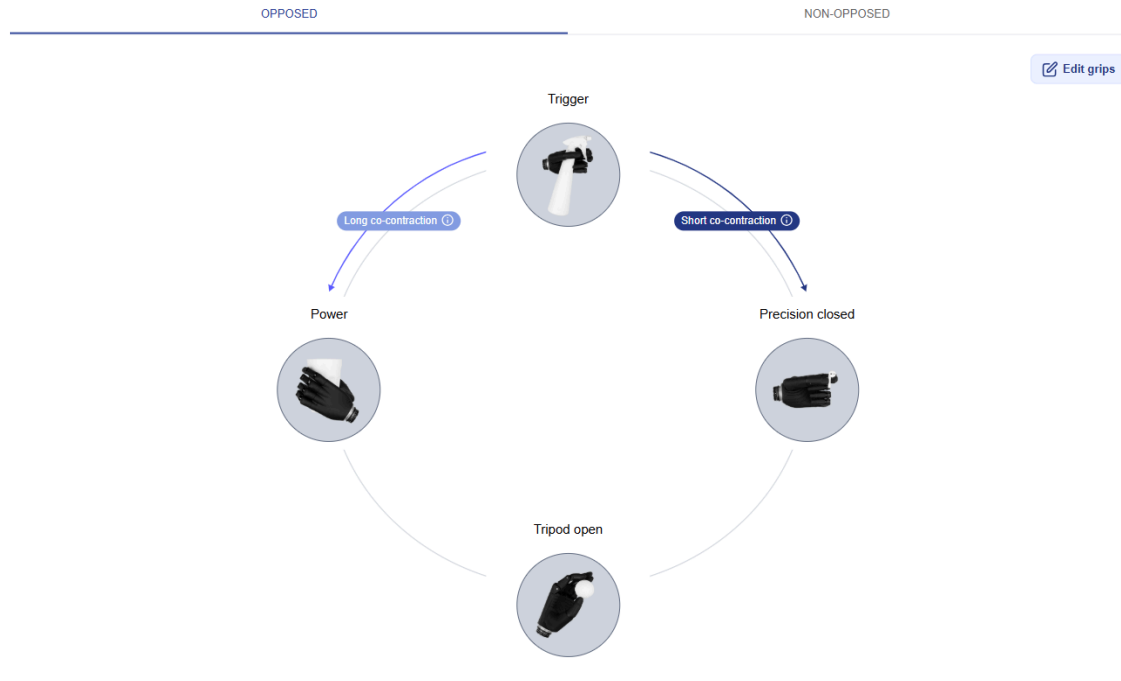 OPPOSED
NON-OPPOSED
Edit grips
Trigger
Long co-contraction
Short co-contraction
Power
Precision closed
Tripod open